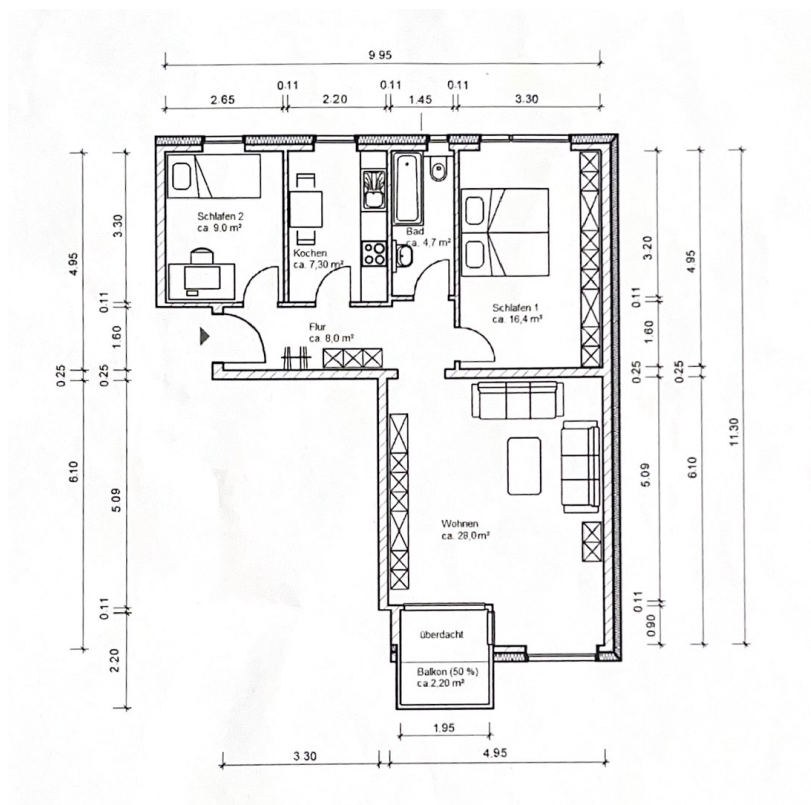 9.95
0.11
0.11
0.11
2.65
2.20
1.45
3.30
Schlafen 2
ca. 9,0 m²
Kochen
ca. 7,30 m²
Bad
ca. 4,7 m²
Schlafen 1
ca. 16,4 m²
Flur
ca. 8,0 m²
Wohnen
ca. 28,0 m²
überdacht
Balkon (50 %)
ca.2,20 m²
4.95
0.25
6.10
3.30
0.11
1.60
0.25
5.09
0.11
2.20
3.20
0.11
1.60
0.25
5.09
0.11
0.90
4.95
0.25
6.10
11.30
1.95
3.30
4.95